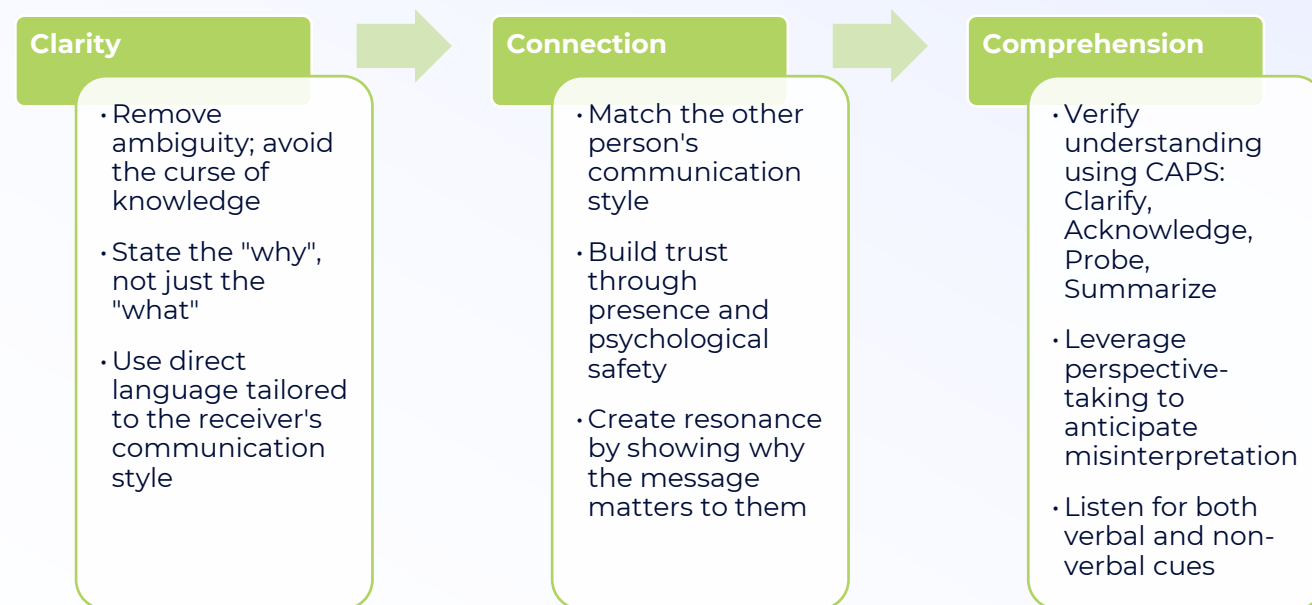 Clarity
• Remove
ambiguity; avoid
the curse of
knowledge
• State the "why",
not just the
"what"
• Use direct
language tailored
to the receiver's
communication
style
Connection
• Match the other
person's
communication
style
• Build trust
through
presence and
psychological
safety
• Create resonance
by showing why
the message
matters to them
Comprehension
• Verify
understanding
using CAPS:
Clarify,
Acknowledge,
Probe,
Summarize
• Leverage
perspective-
taking to
anticipate
misinterpretation
• Listen for both
verbal and non-
verbal cues